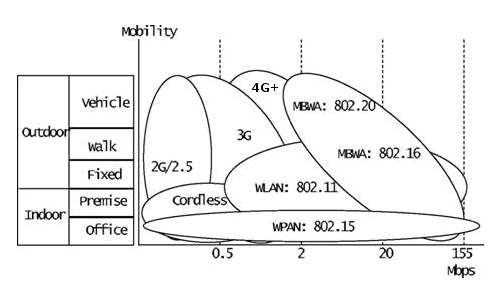 Mobility
4G+
Vehicle
MBWA: 802.20
Outdoor
3G
Walk
MBWA: 802.16
2G/2.5
Fixed
WLAN: 802.11
Premise
Cordless
Indoor
WPAN: 802.15
Office
0.5 2 20 155
Mbps